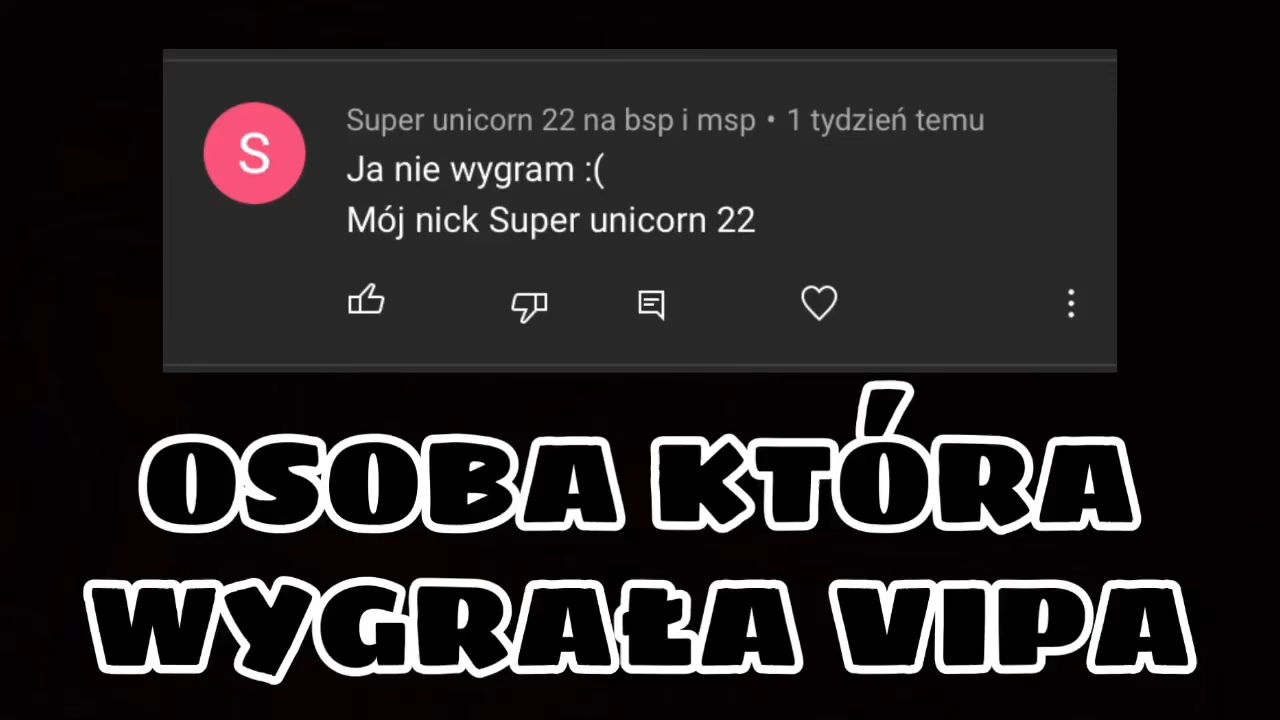 S
Super unicorn 22 na bsp i msp • 1 tydzień temu
Ja nie wygram :(
Mój nick Super unicorn 22
OSOBA KTÓRA
WYGRAŁA VIPA